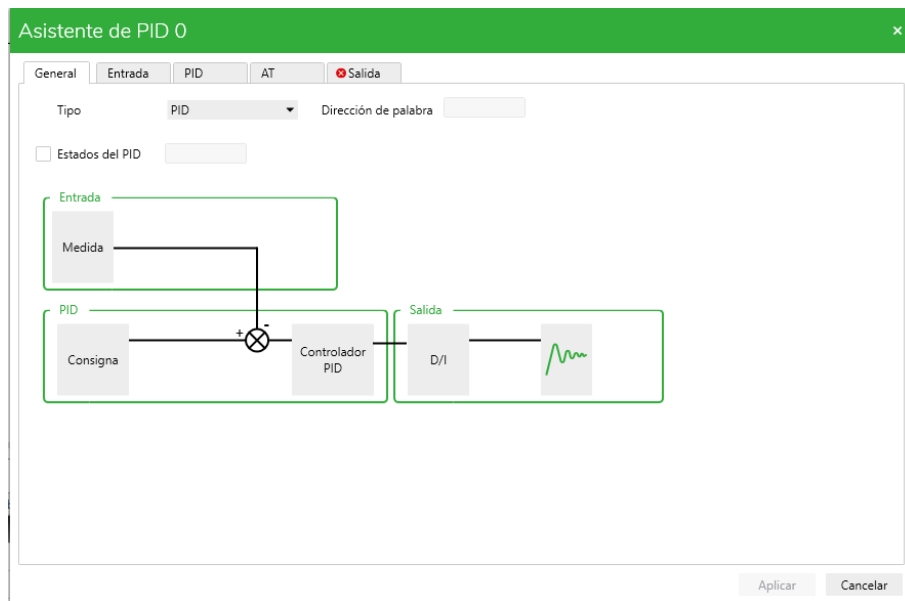 Asistente de PID 0
×
General Entrada PID AT Salida
Tipo PID Dirección de palabra
Estados del PID
Entrada
Medida
PID Salida
+ -
Consigna Controlador PID D/I
Aplicar Cancelar